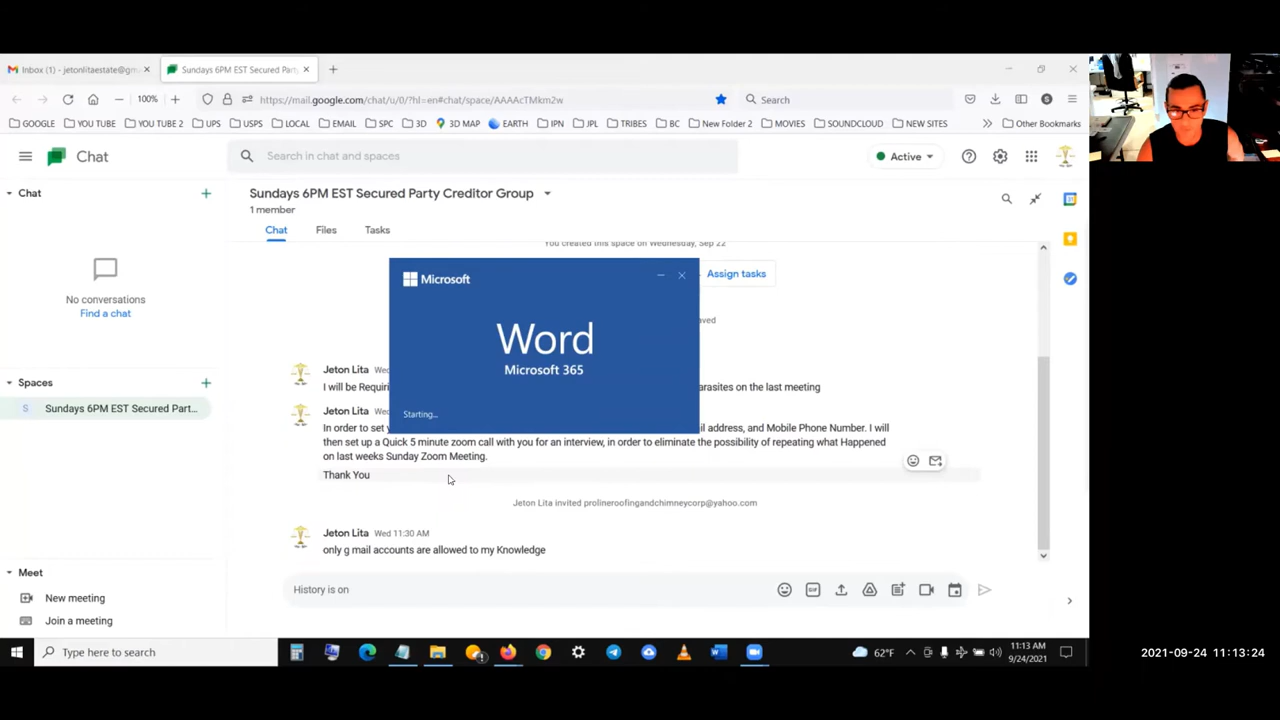 Inbox (1) - jetonlitaestate@gm
Sundays 6PM EST Secured Party
100%
https://mail.google.com/chat/u/0/?hl=en#chat/space/AAAAcTMkm2w
Search
GOOGLE YOU TUBE YOU TUBE 2 UPS USPS LOCAL EMAIL SPC 3D 3D MAP EARTH IPN JPL TRIBES BC New Folder 2 MOVIES SOUNDCLOUD NEW SITES Other Bookmarks
Chat
Search in chat and spaces
Active
Chat
Sundays 6PM EST Secured Party Creditor Group
1 member
Chat Files Tasks
You created this space on Wednesday, Sep 22
Assign tasks
No conversations
Find a chat
Microsoft
Word
Microsoft 365
Starting...
Jeton Lita
I will be Requiri arasites on the last meeting
Spaces
Sundays 6PM EST Secured Part...
Jeton Lita
In order to set il address, and Mobile Phone Number. I will
then set up a Quick 5 minute zoom call with you for an interview, in order to eliminate the possibility of repeating what Happened
on last weeks Sunday Zoom Meeting.
Thank You
Jeton Lita invited prolineroofingandchimneycorp@yahoo.com
Jeton Lita Wed 11:30 AM
only g mail accounts are allowed to my Knowledge
Meet
New meeting
Join a meeting
History is on
GIF
Type here to search
62°F
11:13 AM
9/24/2021
2021-09-24 11:13:24